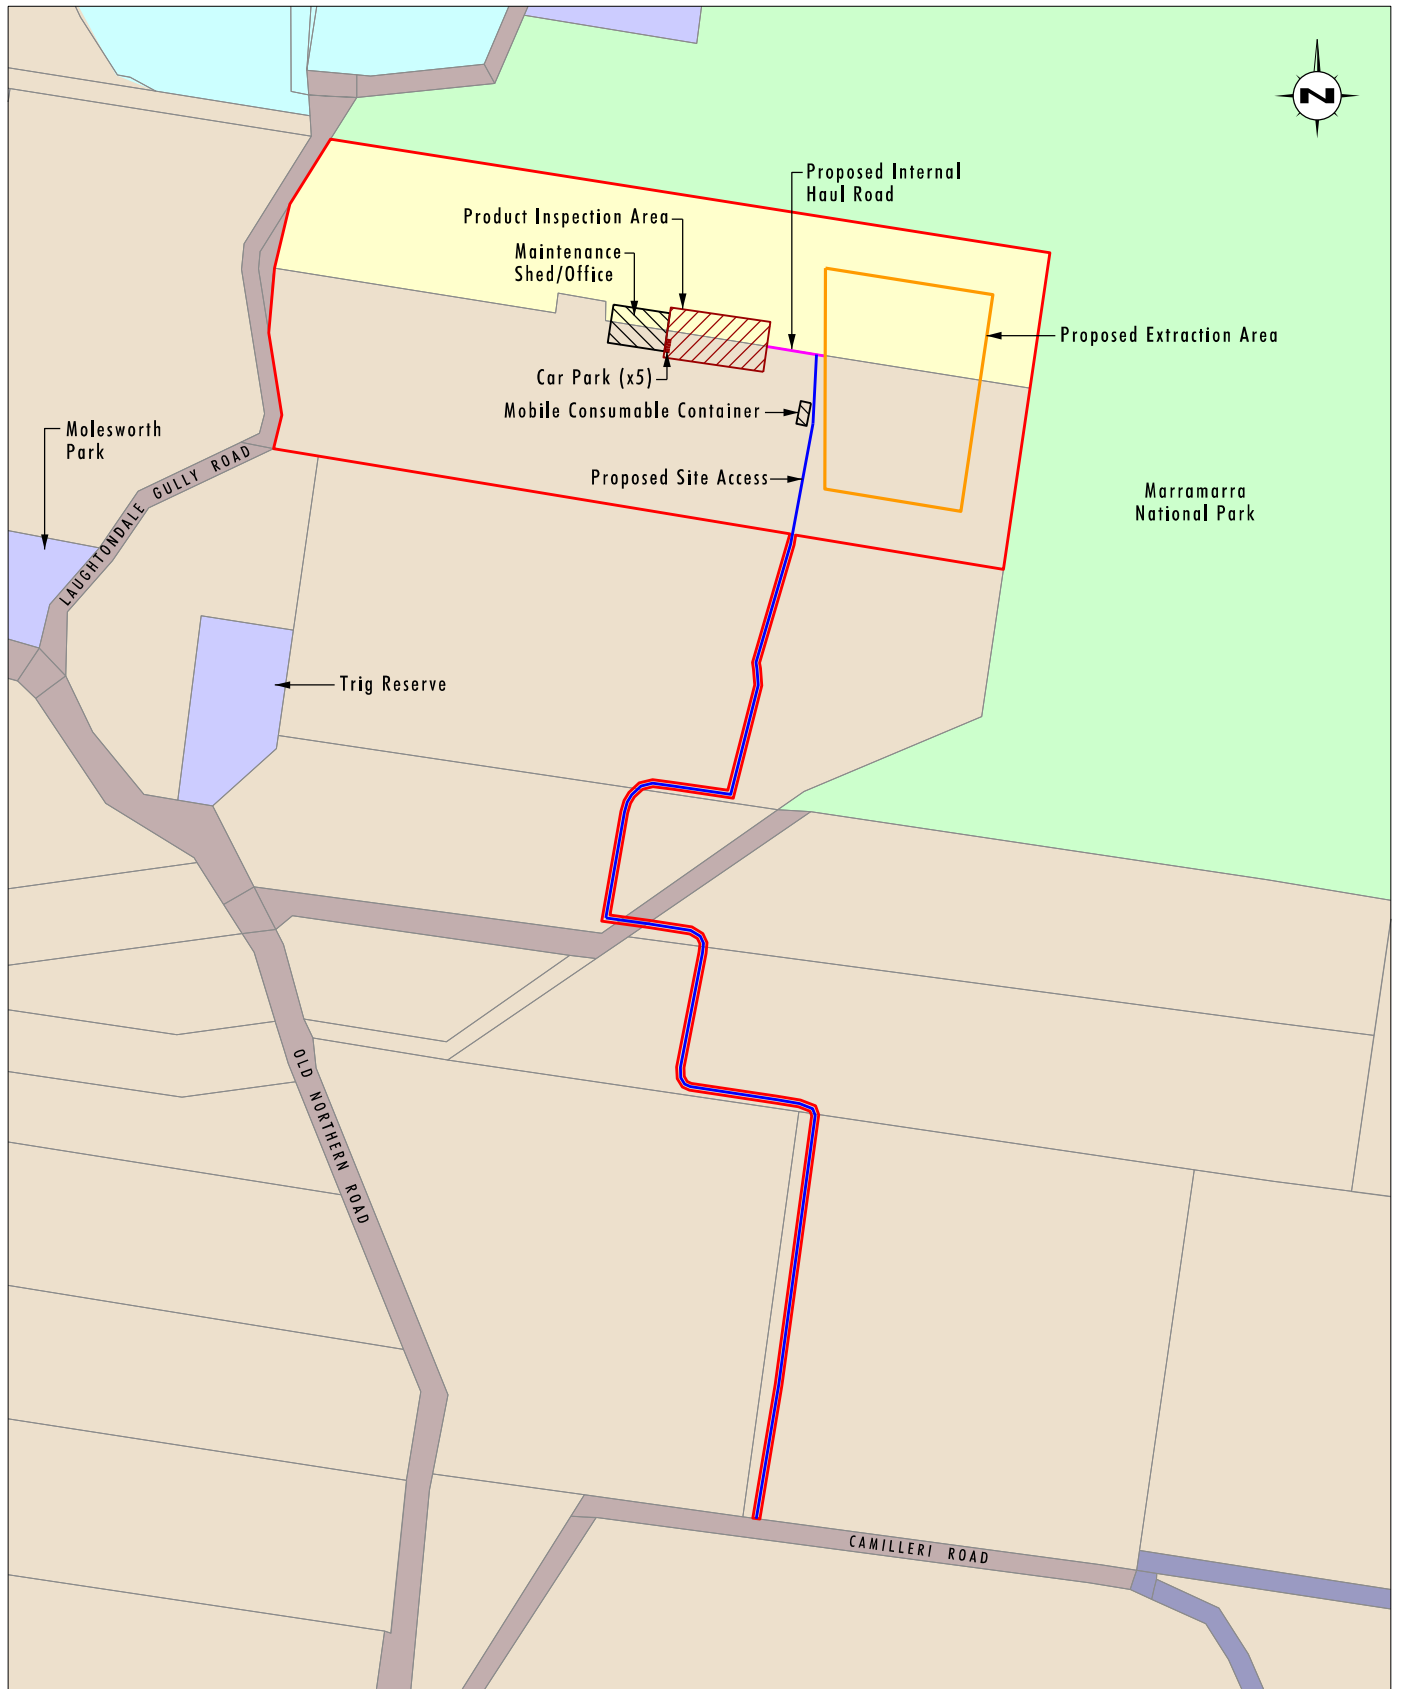 N
Proposed Internal
Haul Road
Product Inspection Area
Maintenance
Shed/Office
Proposed Extraction Area
Car Park (x5)
Mobile Consumable Container
Molesworth
Park
LAUGHTONDALE GULLY ROAD
Proposed Site Access
Marramarra
National Park
Trig Reserve
OLD NORTHERN ROAD
CAMILLERI ROAD